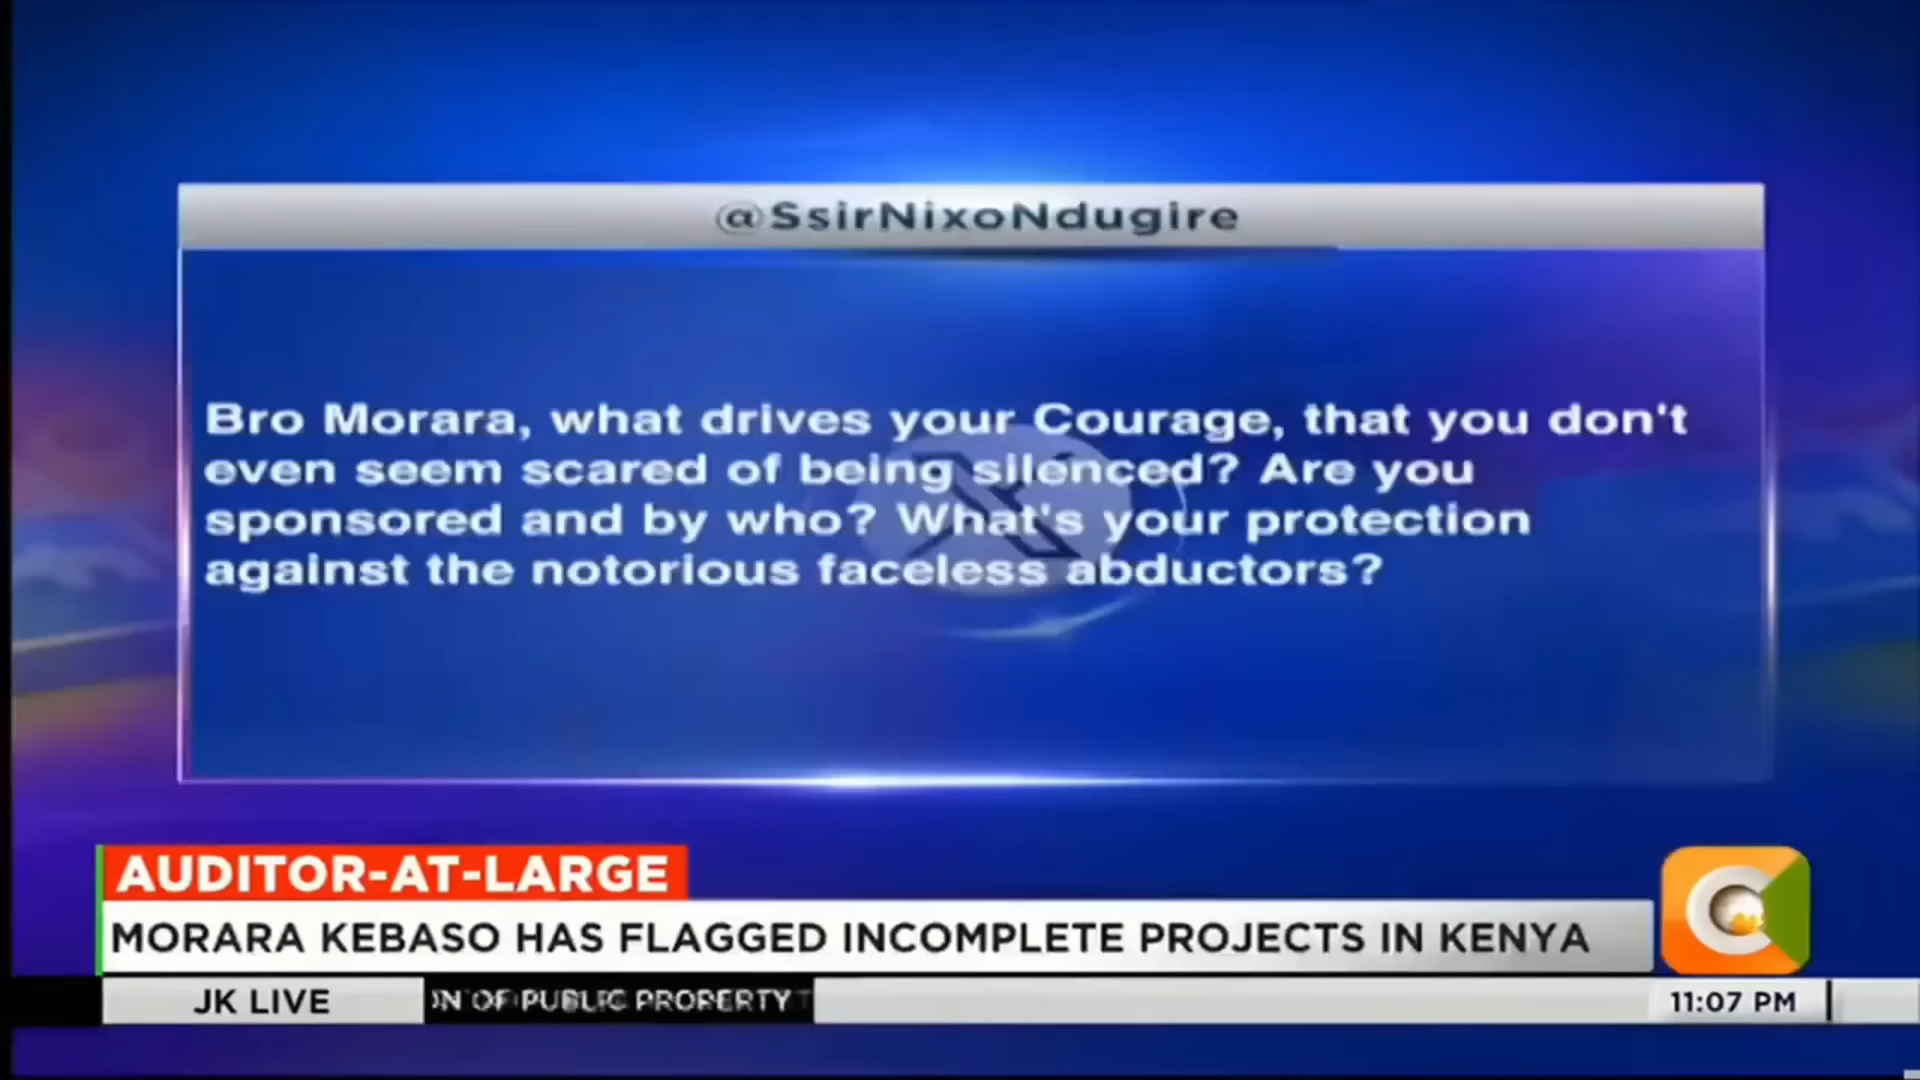 @SsirNixoNdugire
Bro Morara, what drives your Courage, that you don't
even seem scared of being silenced? Are you
sponsored and by who? What's your protection
against the notorious faceless abductors?
AUDITOR-AT-LARGE
MORARA KEBASO HAS FLAGGED INCOMPLETE PROJECTS IN KENYA
JK LIVE
OF PUBLIC PROPERTY
11:07 PM